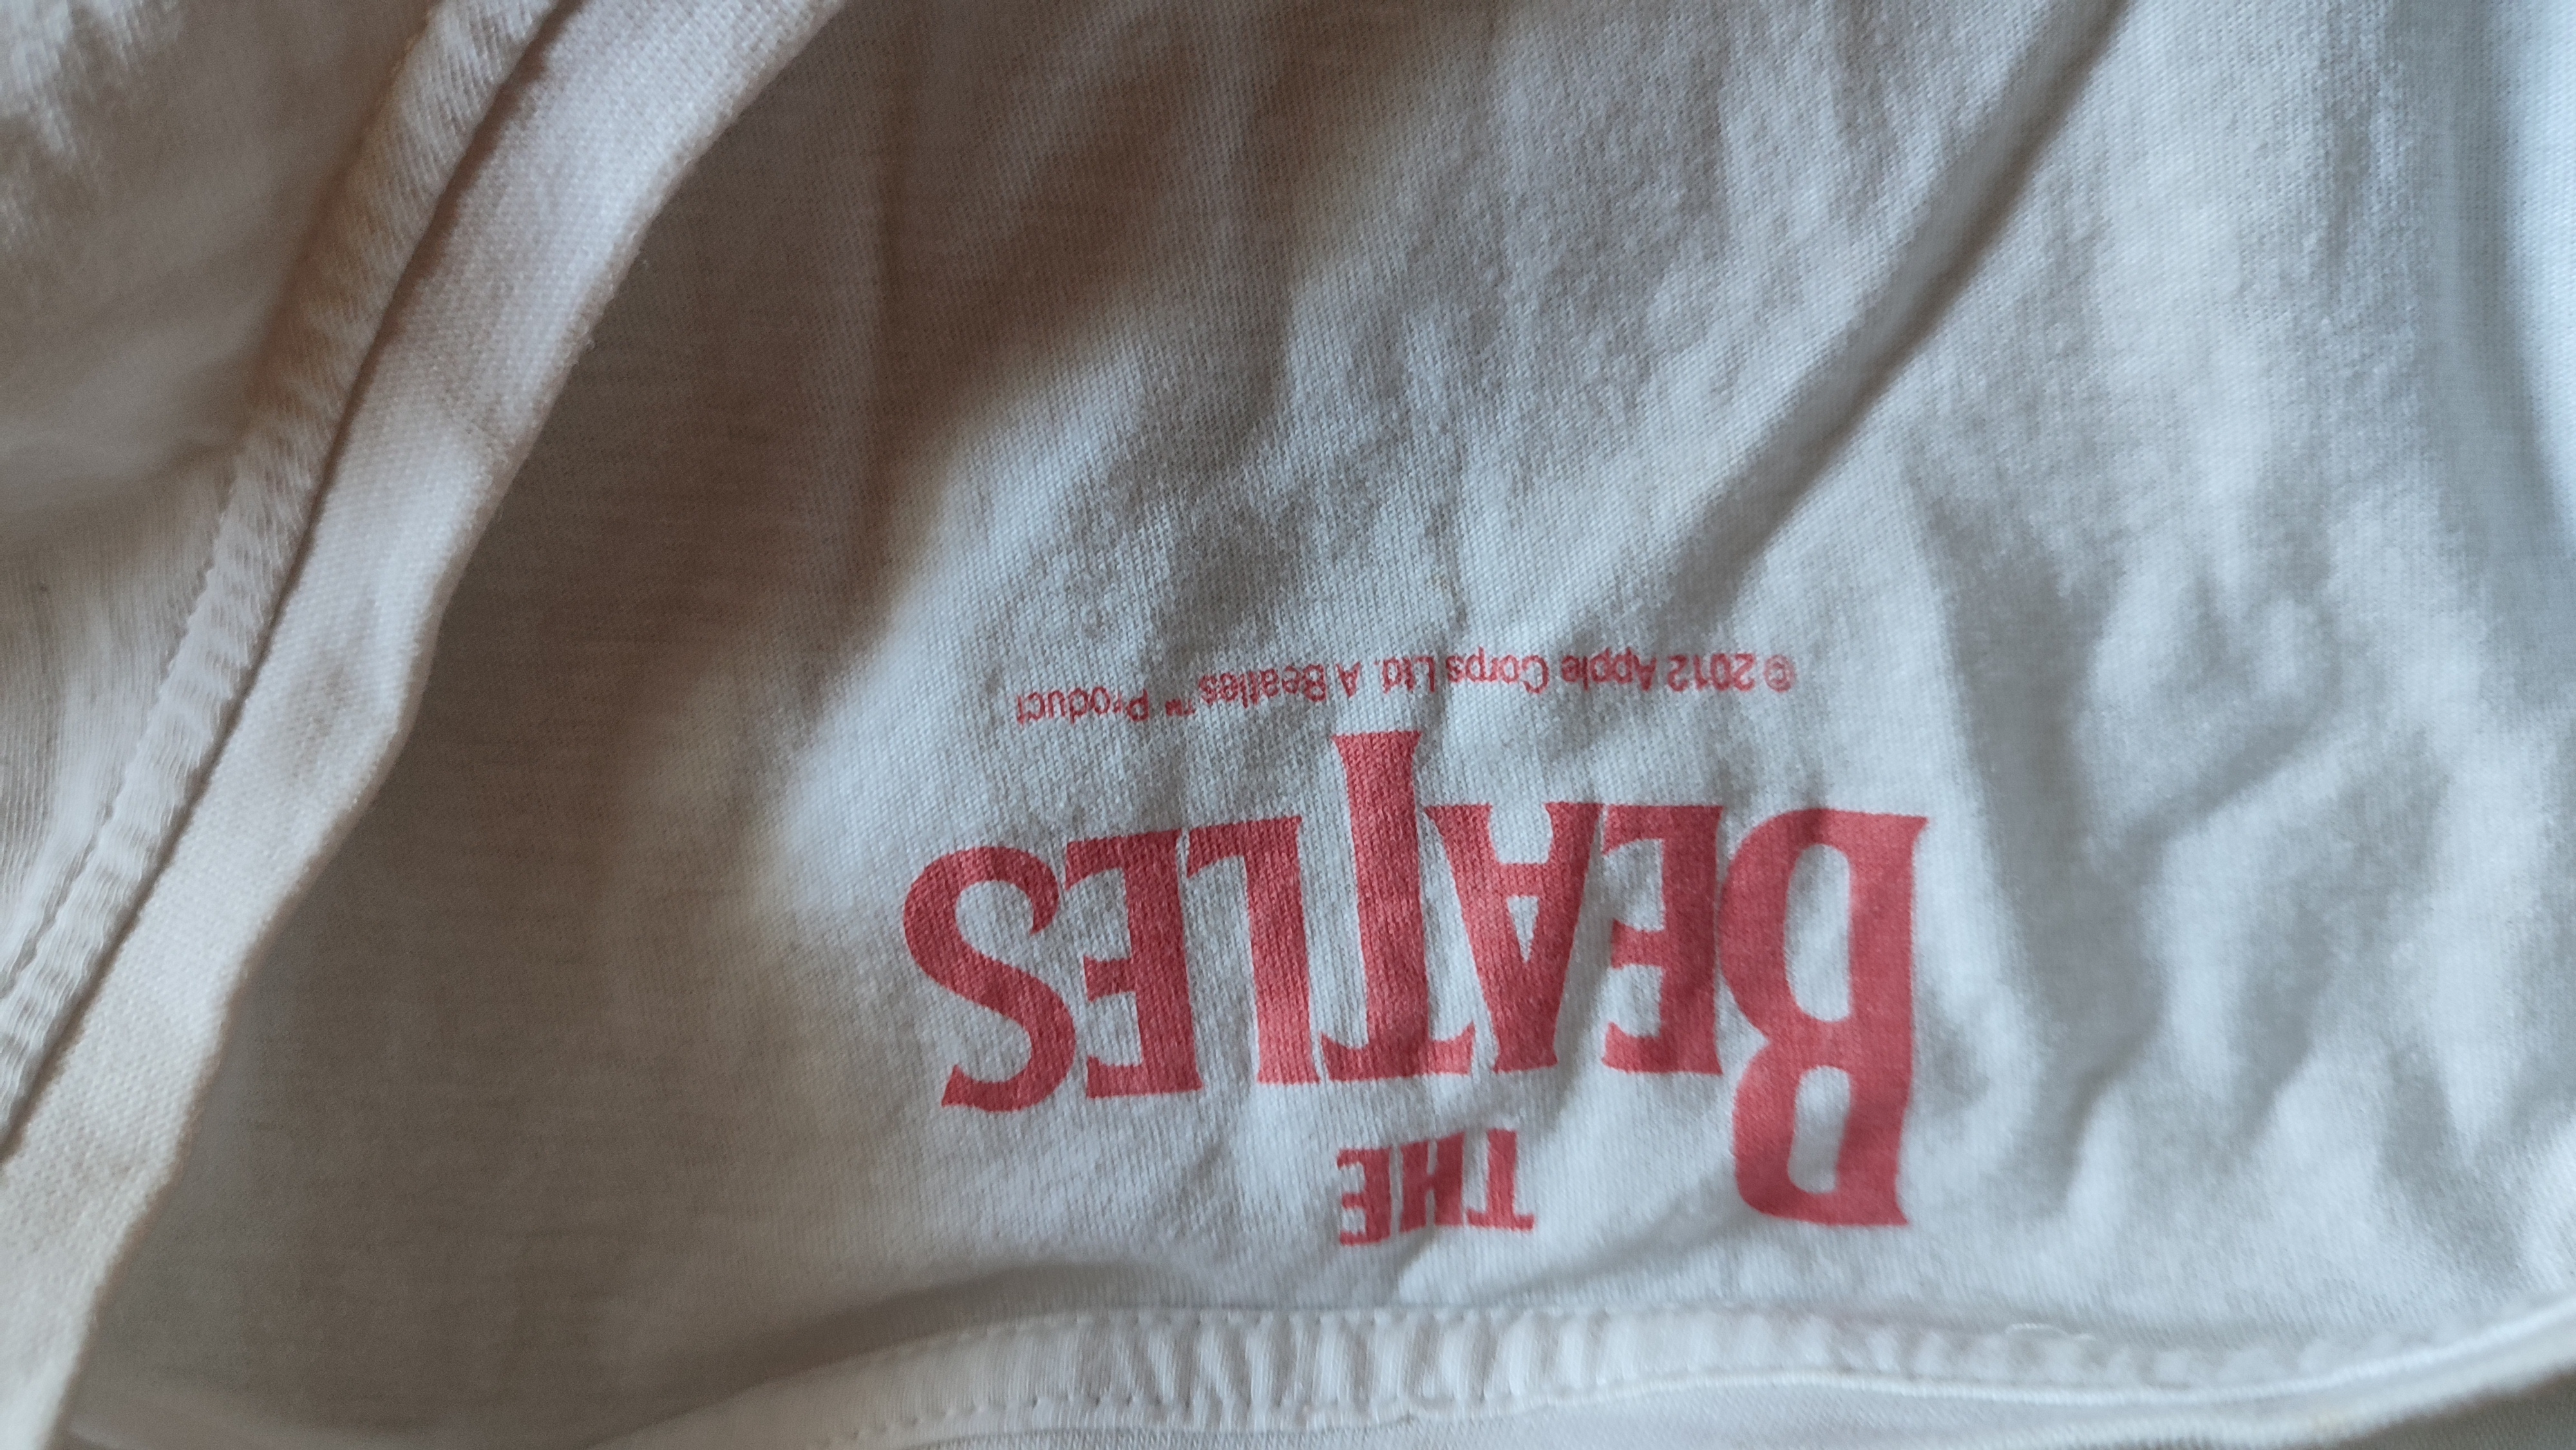 THE
BEATLES
© 2012 Apple Corps Ltd. A Beatles™ Product